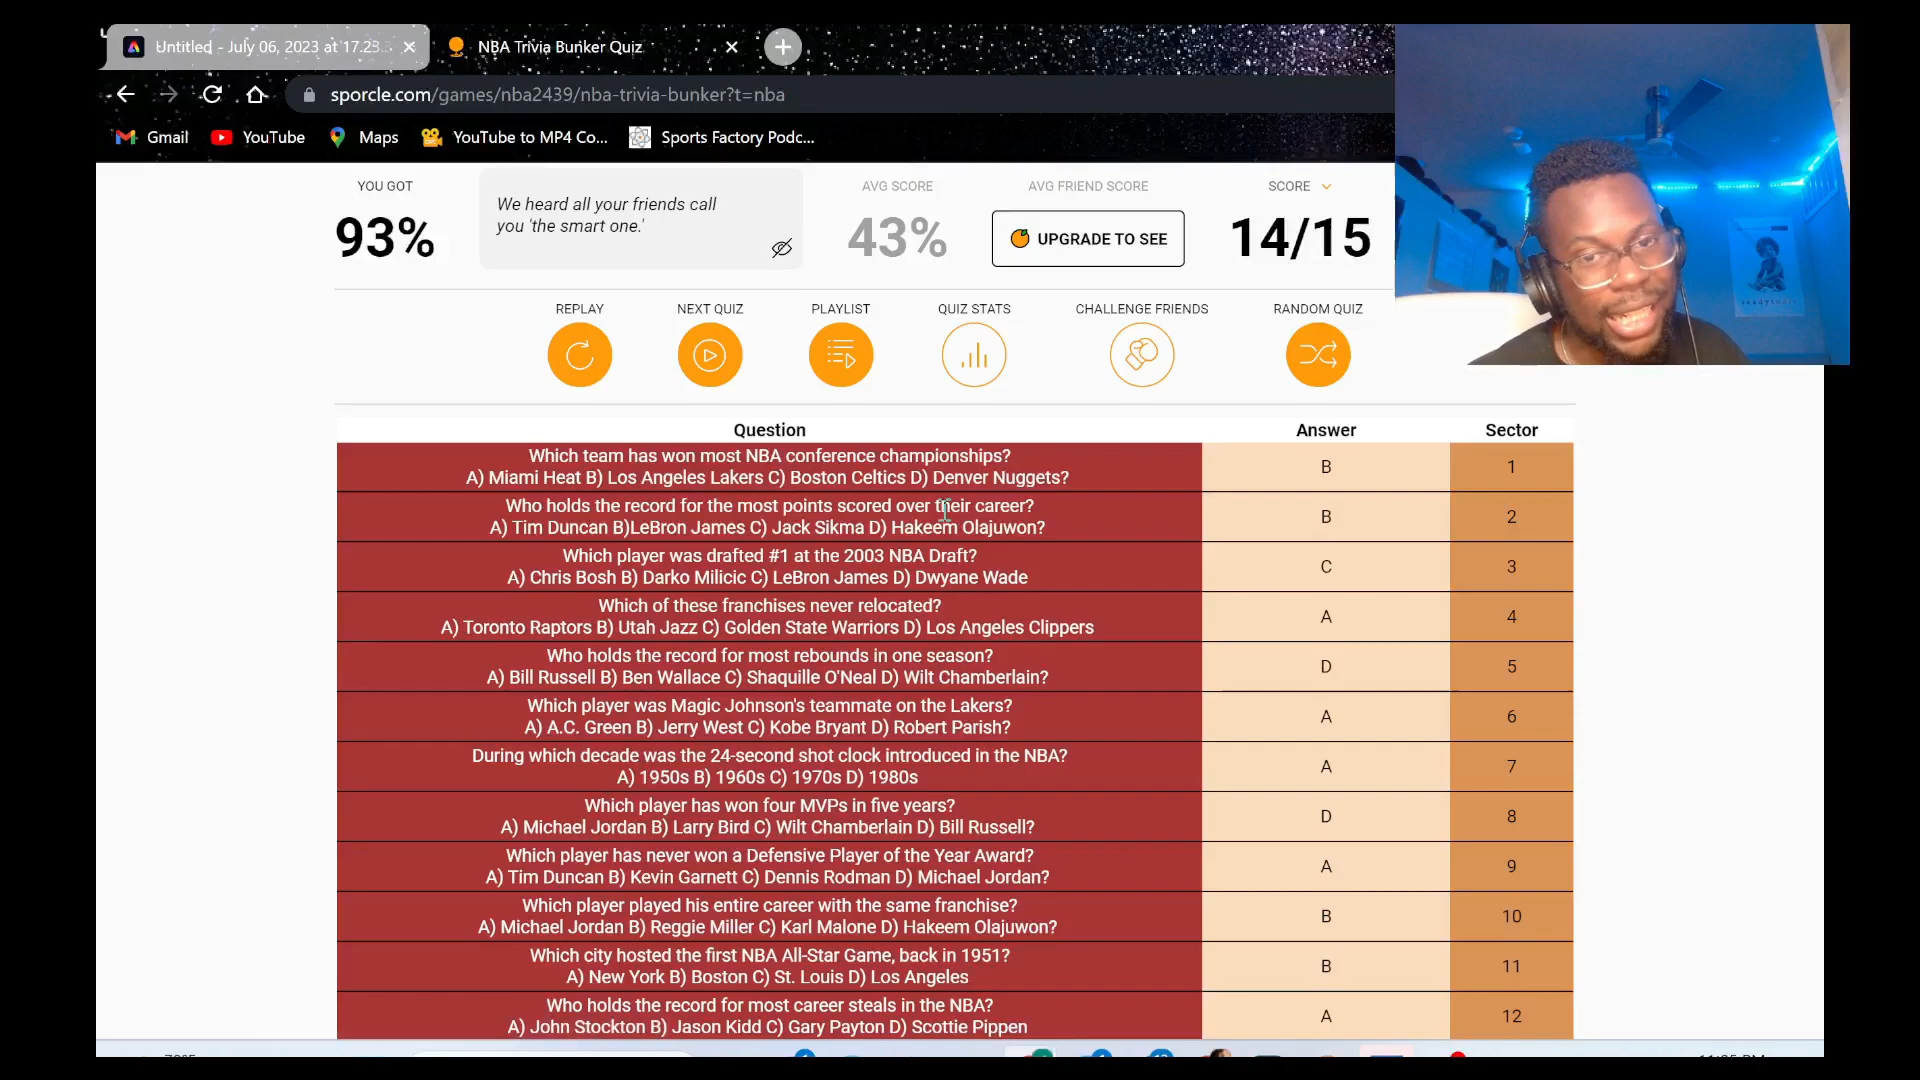 Untitled - July 06, 2023 at 17.23...
NBA Trivia Bunker Quiz
sporcle.com/games/nba2439/nba-trivia-bunker?t=nba
Gmail
YouTube
Maps
YouTube to MP4 Co...
Sports Factory Podc...
YOU GOT
93%
We heard all your friends call
you 'the smart one.'
AVG SCORE
43%
AVG FRIEND SCORE
UPGRADE TO SEE
SCORE
14/15
REPLAY
NEXT QUIZ
PLAYLIST
QUIZ STATS
CHALLENGE FRIENDS
RANDOM QUIZ
Question Answer Sector
Which team has won most NBA conference championships?
A) Miami Heat B) Los Angeles Lakers C) Boston Celtics D) Denver Nuggets?
B 1
Who holds the record for the most points scored over their career?
A) Tim Duncan B)LeBron James C) Jack Sikma D) Hakeem Olajuwon?
B 2
Which player was drafted #1 at the 2003 NBA Draft?
A) Chris Bosh B) Darko Milicic C) LeBron James D) Dwyane Wade
C 3
Which of these franchises never relocated?
A) Toronto Raptors B) Utah Jazz C) Golden State Warriors D) Los Angeles Clippers
A 4
Who holds the record for most rebounds in one season?
A) Bill Russell B) Ben Wallace C) Shaquille O'Neal D) Wilt Chamberlain?
D 5
Which player was Magic Johnson's teammate on the Lakers?
A) A.C. Green B) Jerry West C) Kobe Bryant D) Robert Parish?
A 6
During which decade was the 24-second shot clock introduced in the NBA?
A) 1950s B) 1960s C) 1970s D) 1980s
A 7
Which player has won four MVPs in five years?
A) Michael Jordan B) Larry Bird C) Wilt Chamberlain D) Bill Russell?
D 8
Which player has never won a Defensive Player of the Year Award?
A) Tim Duncan B) Kevin Garnett C) Dennis Rodman D) Michael Jordan?
A 9
Which player played his entire career with the same franchise?
A) Michael Jordan B) Reggie Miller C) Karl Malone D) Hakeem Olajuwon?
B 10
Which city hosted the first NBA All-Star Game, back in 1951?
A) New York B) Boston C) St. Louis D) Los Angeles
B 11
Who holds the record for most career steals in the NBA?
A) John Stockton B) Jason Kidd C) Gary Payton D) Scottie Pippen
A 12